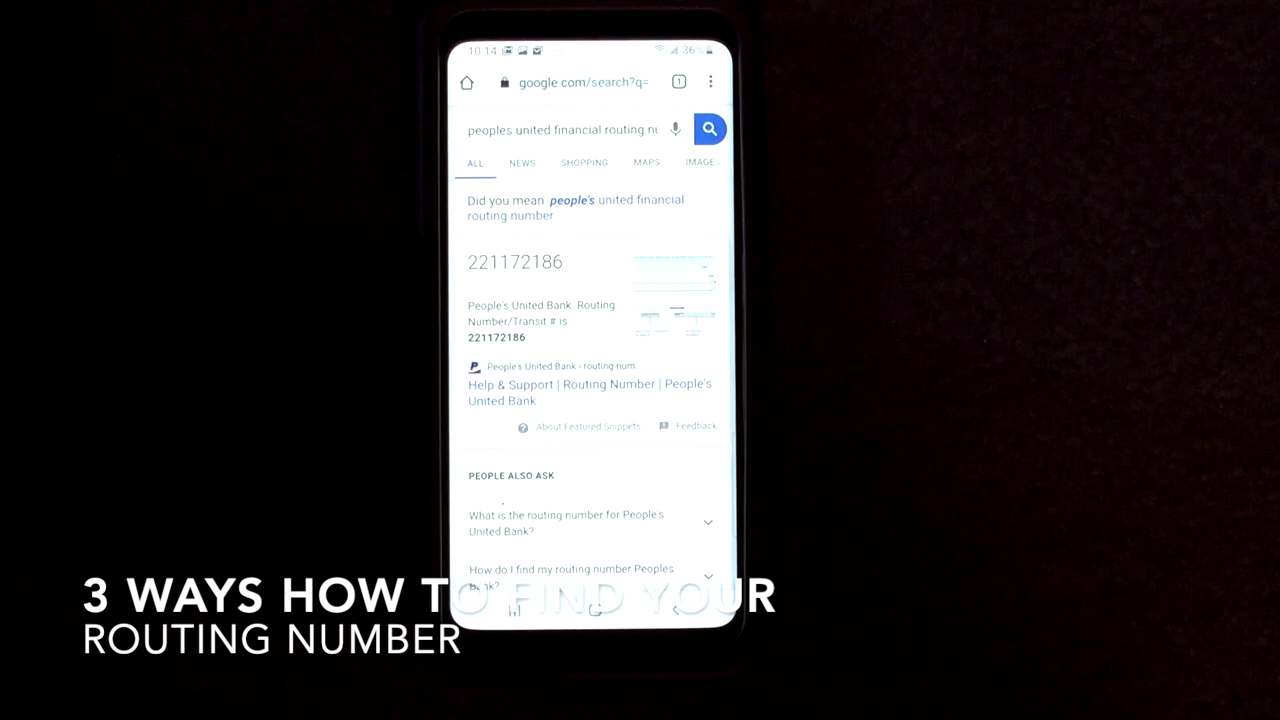 10:14 36%
google.com/search?q=
peoples united financial routing nu
ALL NEWS SHOPPING MAPS IMAGES
Did you mean people's united financial
routing number
221172186
People's United Bank Routing
Number/Transit # is
221172186
People's United Bank › routing-num
Help & Support | Routing Number | People's
United Bank
About Featured Snippets Feedback
PEOPLE ALSO ASK
What is the routing number for People's
United Bank?
How do I find my routing number Peoples
Bank?
3 WAYS HOW TO FIND YOUR
ROUTING NUMBER